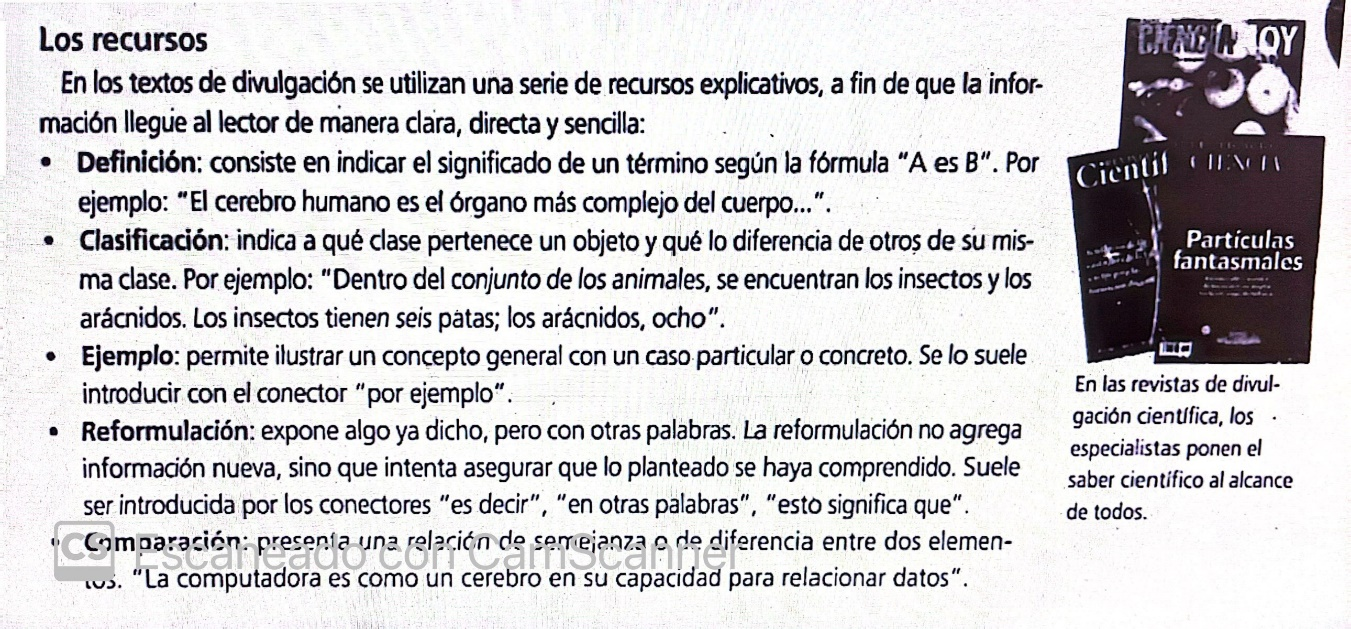 Los recursos
En los textos de divulgación se utilizan una serie de recursos explicativos, a fin de que la infor-
mación llegue al lector de manera clara, directa y sencilla:
• Definición: consiste en indicar el significado de un término según la fórmula "A es B". Por
ejemplo: "El cerebro humano es el órgano más complejo del cuerpo...".
• Clasificación: indica a qué clase pertenece un objeto y qué lo diferencia de otros de su mis-
ma clase. Por ejemplo: "Dentro del conjunto de los animales, se encuentran los insectos y los
arácnidos. Los insectos tienen seis patas; los arácnidos, ocho".
• Ejemplo: permite ilustrar un concepto general con un caso particular o concreto. Se lo suele
introducir con el conector "por ejemplo".
• Reformulación: expone algo ya dicho, pero con otras palabras. La reformulación no agrega
información nueva, sino que intenta asegurar que lo planteado se haya comprendido. Suele
ser introducida por los conectores "es decir", "en otras palabras", "esto significa que".
• Comparación: presenta una relación de semejanza o de diferencia entre dos elemen-
tos. "La computadora es como un cerebro en su capacidad para relacionar datos".
CS Escaneado con CamScanner
CIENCIA HOY
Científ
CIENCIA
Partículas
fantasmales
En las revistas de divul-
gación científica, los
especialistas ponen el
saber científico al alcance
de todos.